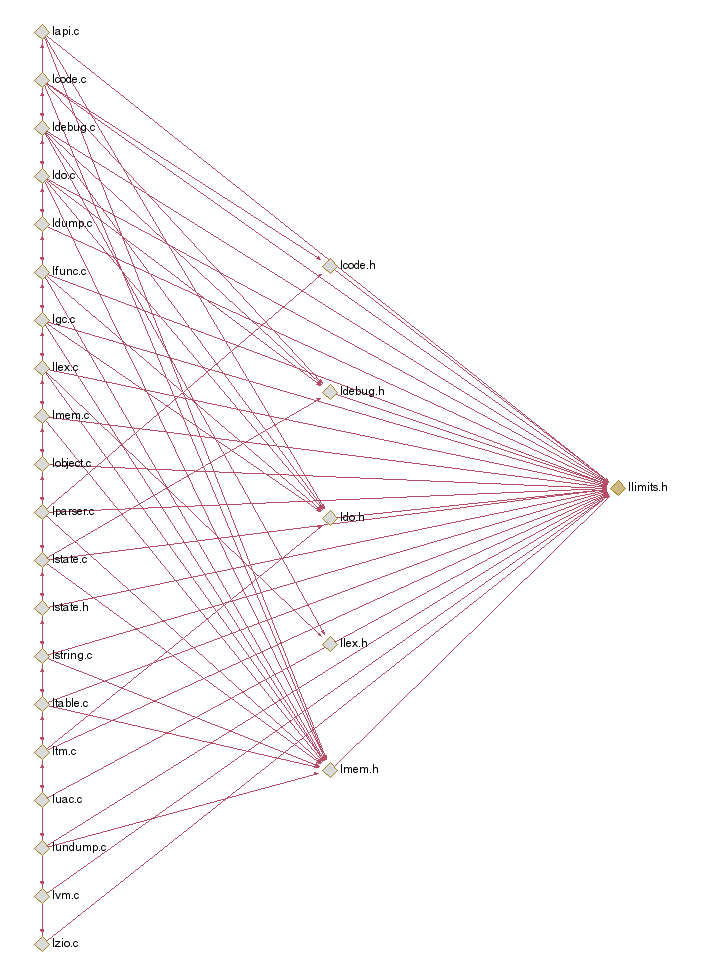 lapi.c
lcode.c
ldebug.c
ldo.c
ldump.c
lfunc.c
lgc.c
llex.c
lmem.c
lobject.c
lparser.c
lstate.c
lstate.h
lstring.c
ltable.c
ltm.c
luac.c
lundump.c
lvm.c
lzio.c
lcode.h
ldebug.h
ldo.h
llex.h
lmem.h
llimits.h